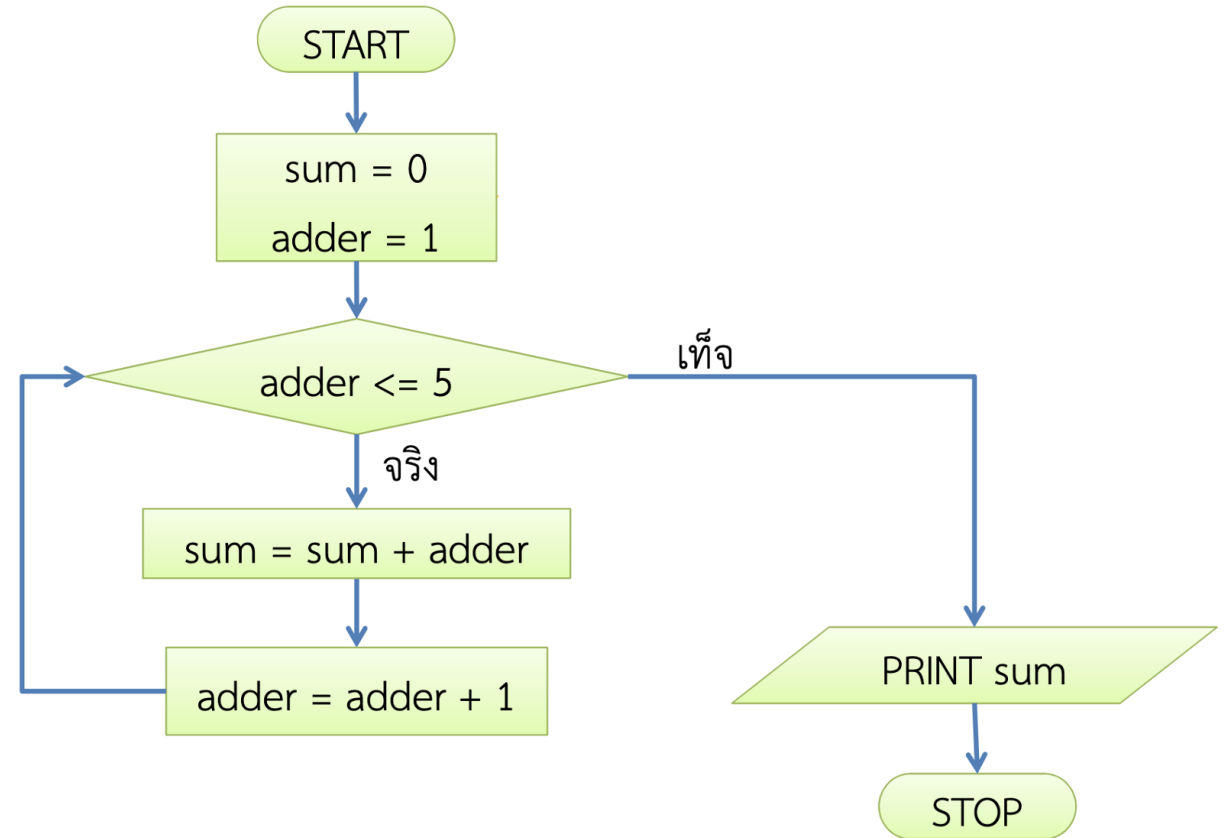 START
sum = 0
adder = 1
adder <= 5
เท็จ
จริง
sum = sum + adder
adder = adder + 1
PRINT sum
STOP